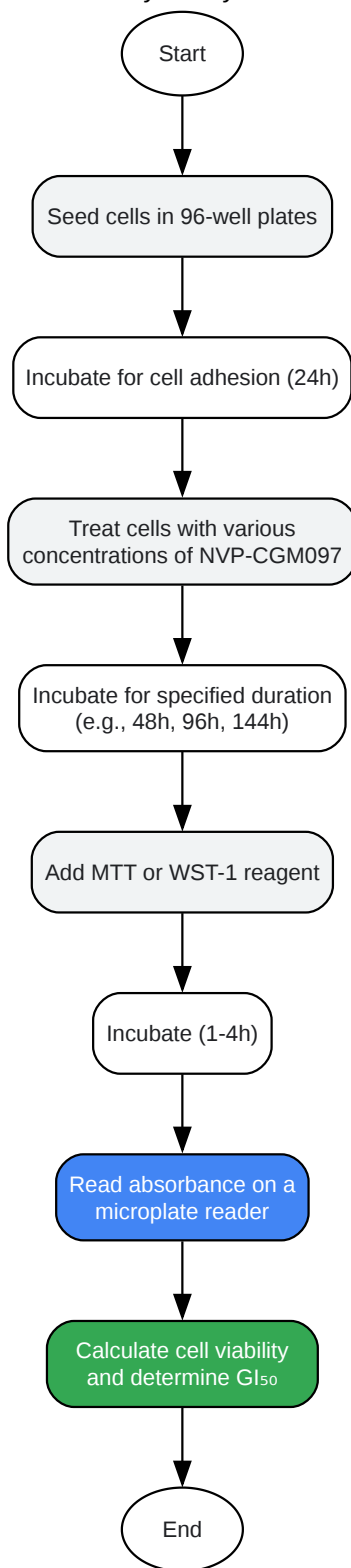 Start
Seed cells in 96-well plates
Incubate for cell adhesion (24h)
Treat cells with various
concentrations of NVP-CGM097
Incubate for specified duration
(e.g., 48h, 96h, 144h)
Add MTT or WST-1 reagent
Incubate (1-4h)
Read absorbance on a
microplate reader
Calculate cell viability
and determine GI₅₀
End